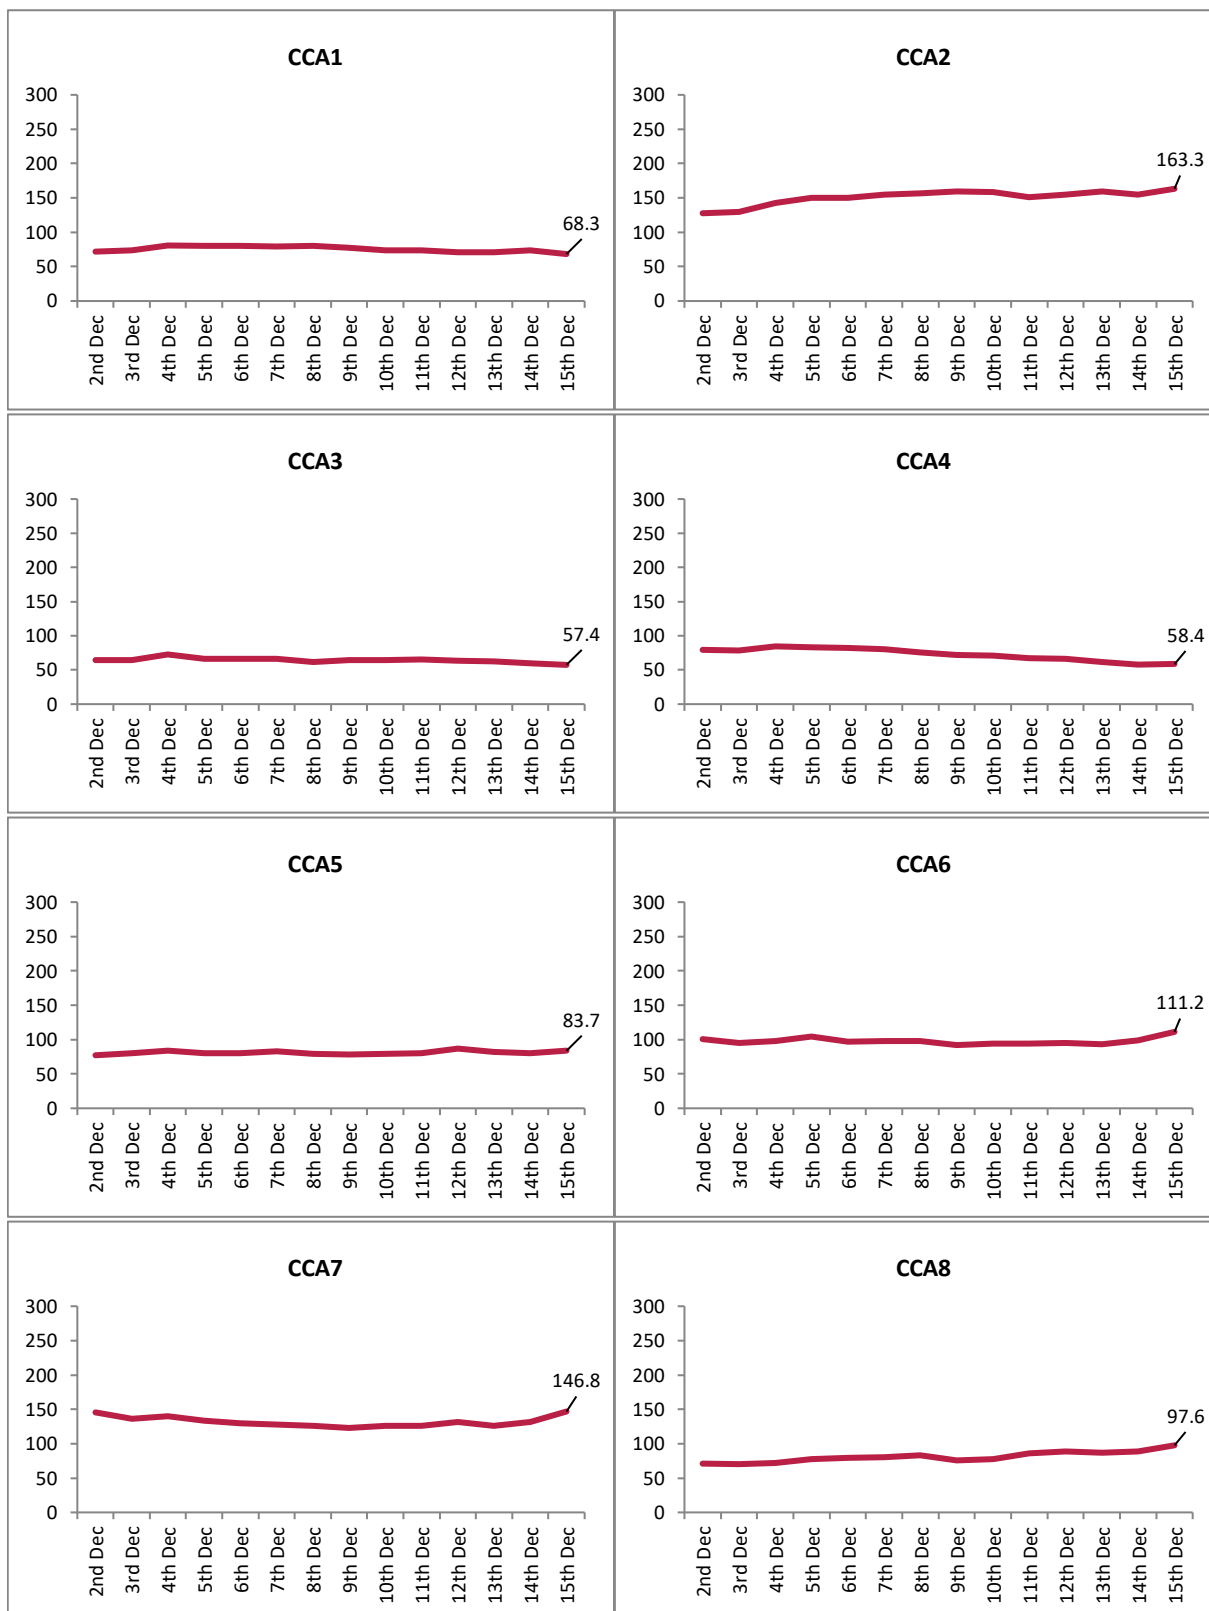 CCA1
300
250
200
150
100
50
0
68.3
2nd Dec
3rd Dec
4th Dec
5th Dec
6th Dec
7th Dec
8th Dec
9th Dec
10th Dec
11th Dec
12th Dec
13th Dec
14th Dec
15th Dec
CCA2
300
250
200
150
100
50
0
163.3
2nd Dec
3rd Dec
4th Dec
5th Dec
6th Dec
7th Dec
8th Dec
9th Dec
10th Dec
11th Dec
12th Dec
13th Dec
14th Dec
15th Dec
CCA3
300
250
200
150
100
50
0
57.4
2nd Dec
3rd Dec
4th Dec
5th Dec
6th Dec
7th Dec
8th Dec
9th Dec
10th Dec
11th Dec
12th Dec
13th Dec
14th Dec
15th Dec
CCA4
300
250
200
150
100
50
0
58.4
2nd Dec
3rd Dec
4th Dec
5th Dec
6th Dec
7th Dec
8th Dec
9th Dec
10th Dec
11th Dec
12th Dec
13th Dec
14th Dec
15th Dec
CCA5
300
250
200
150
100
50
0
83.7
2nd Dec
3rd Dec
4th Dec
5th Dec
6th Dec
7th Dec
8th Dec
9th Dec
10th Dec
11th Dec
12th Dec
13th Dec
14th Dec
15th Dec
CCA6
300
250
200
150
100
50
0
111.2
2nd Dec
3rd Dec
4th Dec
5th Dec
6th Dec
7th Dec
8th Dec
9th Dec
10th Dec
11th Dec
12th Dec
13th Dec
14th Dec
15th Dec
CCA7
300
250
200
150
100
50
0
146.8
2nd Dec
3rd Dec
4th Dec
5th Dec
6th Dec
7th Dec
8th Dec
9th Dec
10th Dec
11th Dec
12th Dec
13th Dec
14th Dec
15th Dec
CCA8
300
250
200
150
100
50
0
97.6
2nd Dec
3rd Dec
4th Dec
5th Dec
6th Dec
7th Dec
8th Dec
9th Dec
10th Dec
11th Dec
12th Dec
13th Dec
14th Dec
15th Dec